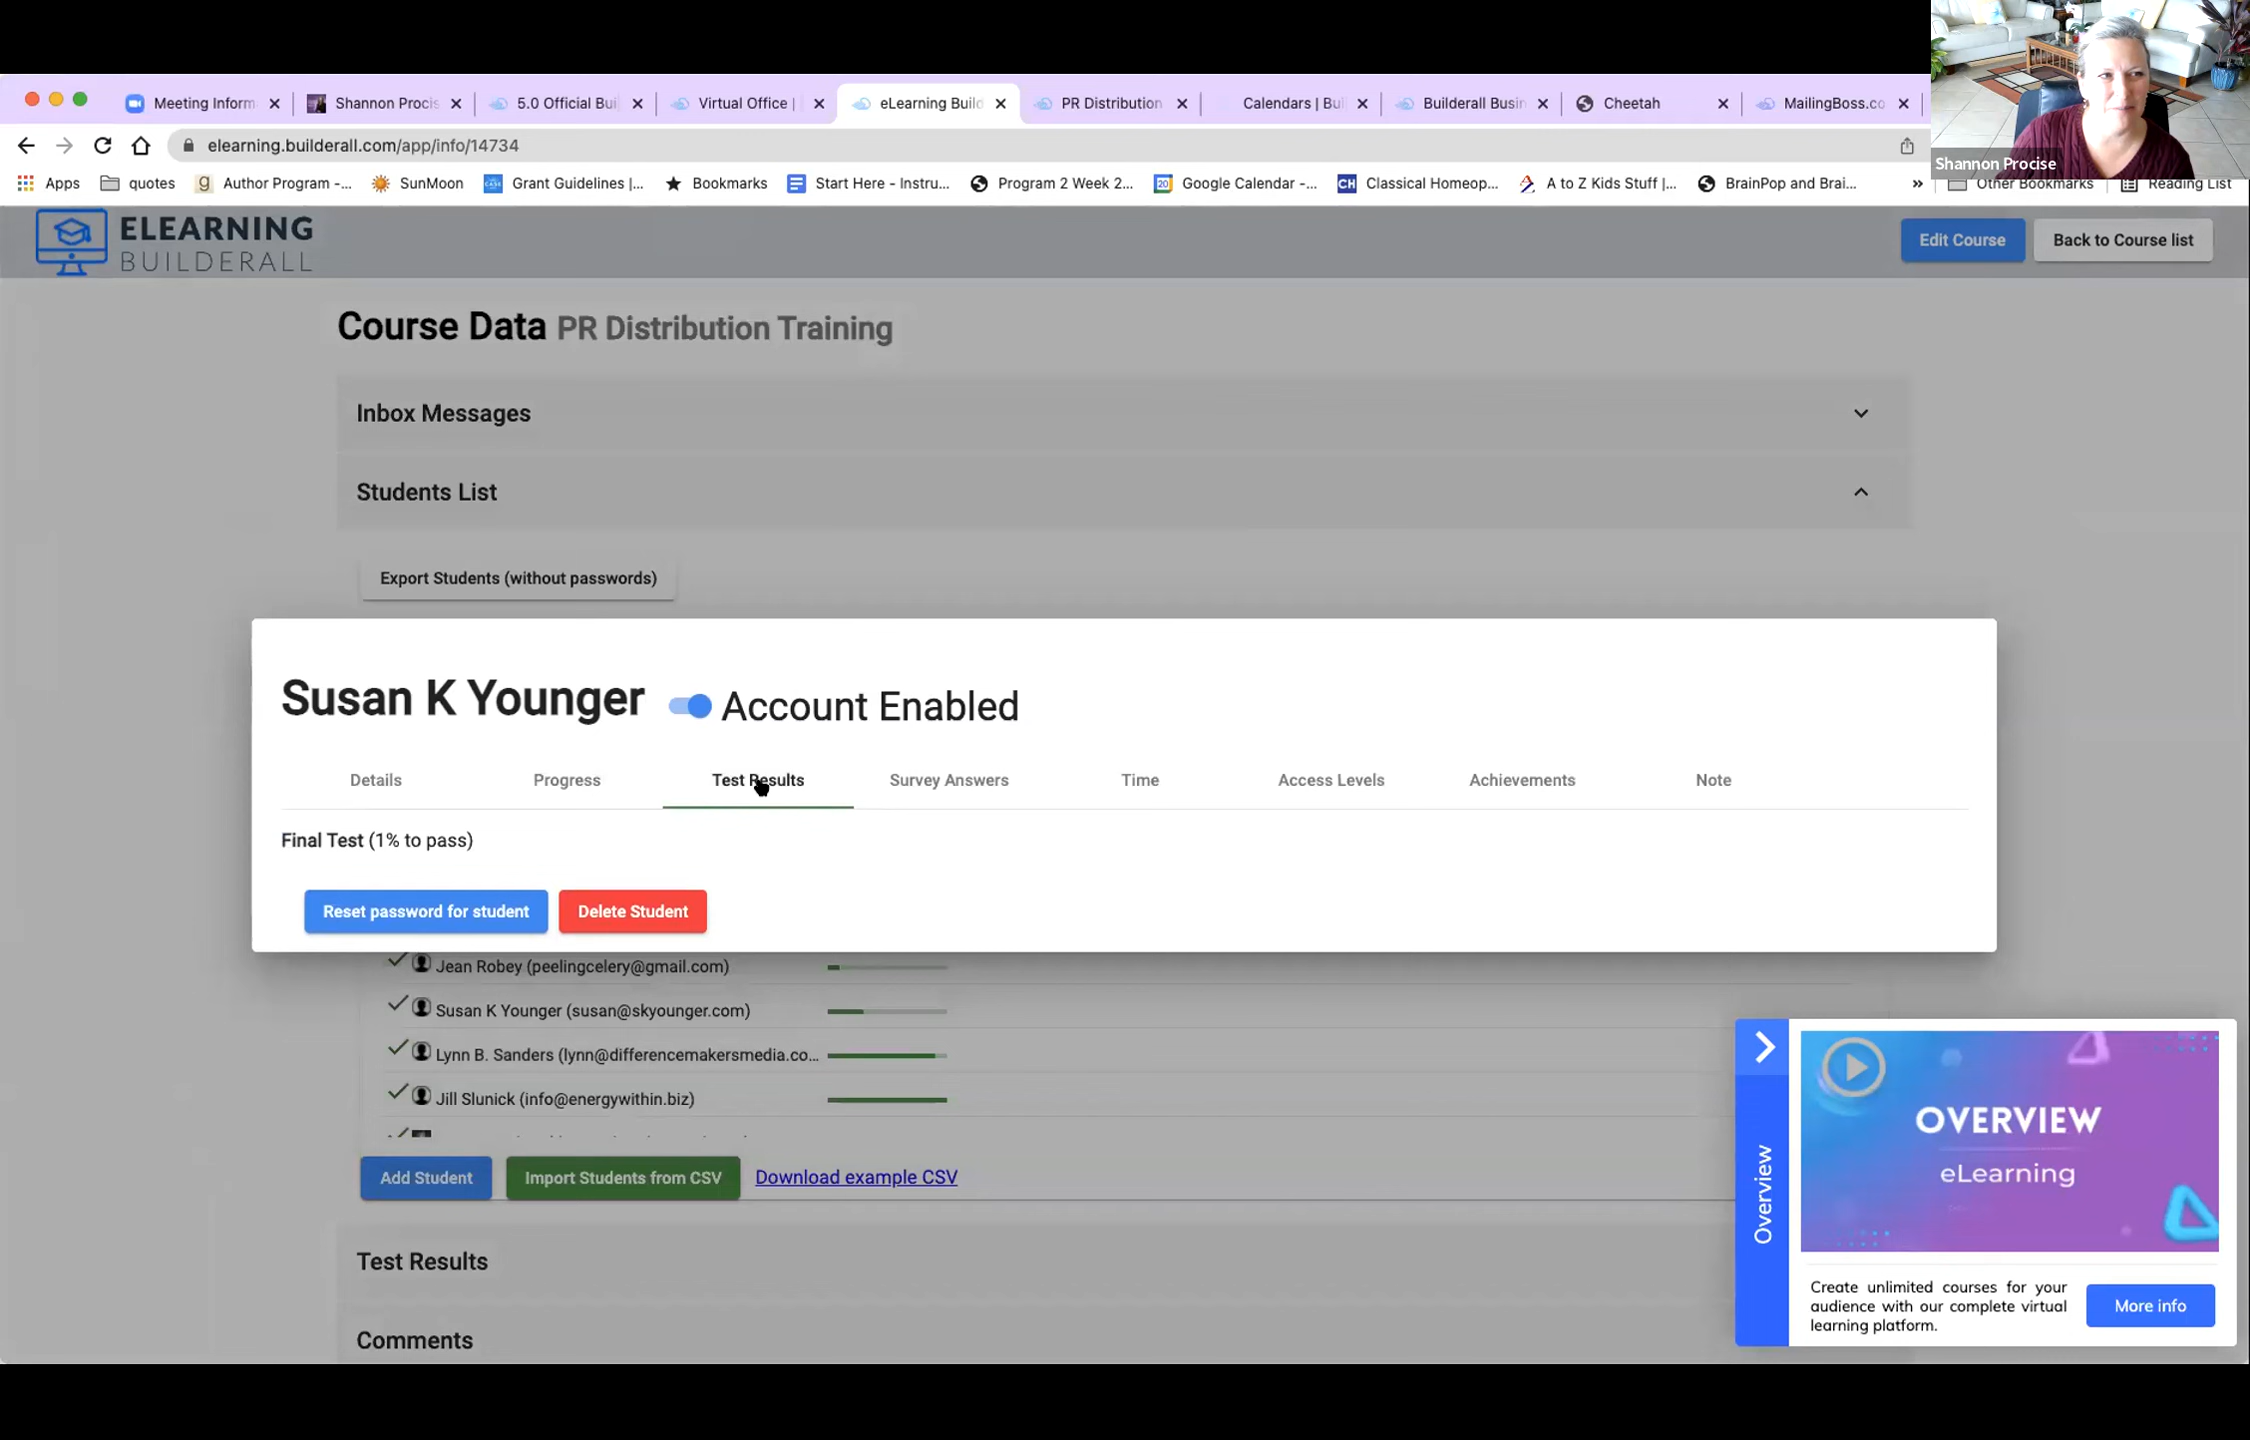 Meeting Inform
Shannon Procis
5.0 Official Bui
Virtual Office |
eLearning Build
PR Distribution
Calendars | Bui
Builderall Busin
Cheetah
MailingBoss.co
elearning.builderall.com/app/info/14734
Shannon Procise
Apps
quotes
Author Program -...
SunMoon
Grant Guidelines |...
Bookmarks
Start Here - Instru...
Program 2 Week 2...
Google Calendar -...
Classical Homeop...
A to Z Kids Stuff |...
BrainPop and Brai...
»
Other Bookmarks
Reading List
ELEARNING
BUILDERALL
Edit Course
Back to Course list
Course Data PR Distribution Training
Inbox Messages
Students List
Export Students (without passwords)
Susan K Younger Account Enabled
Details
Progress
Test Results
Survey Answers
Time
Access Levels
Achievements
Note
Final Test (1% to pass)
Reset password for student
Delete Student
Jean Robey (peelingcelery@gmail.com)
Susan K Younger (susan@skyounger.com)
Lynn B. Sanders (lynn@differencemakersmedia.co...
Jill Slunick (info@energywithin.biz)
Add Student
Import Students from CSV
Download example CSV
Test Results
Comments
Overview
OVERVIEW
eLearning
Create unlimited courses for your
audience with our complete virtual
learning platform.
More info